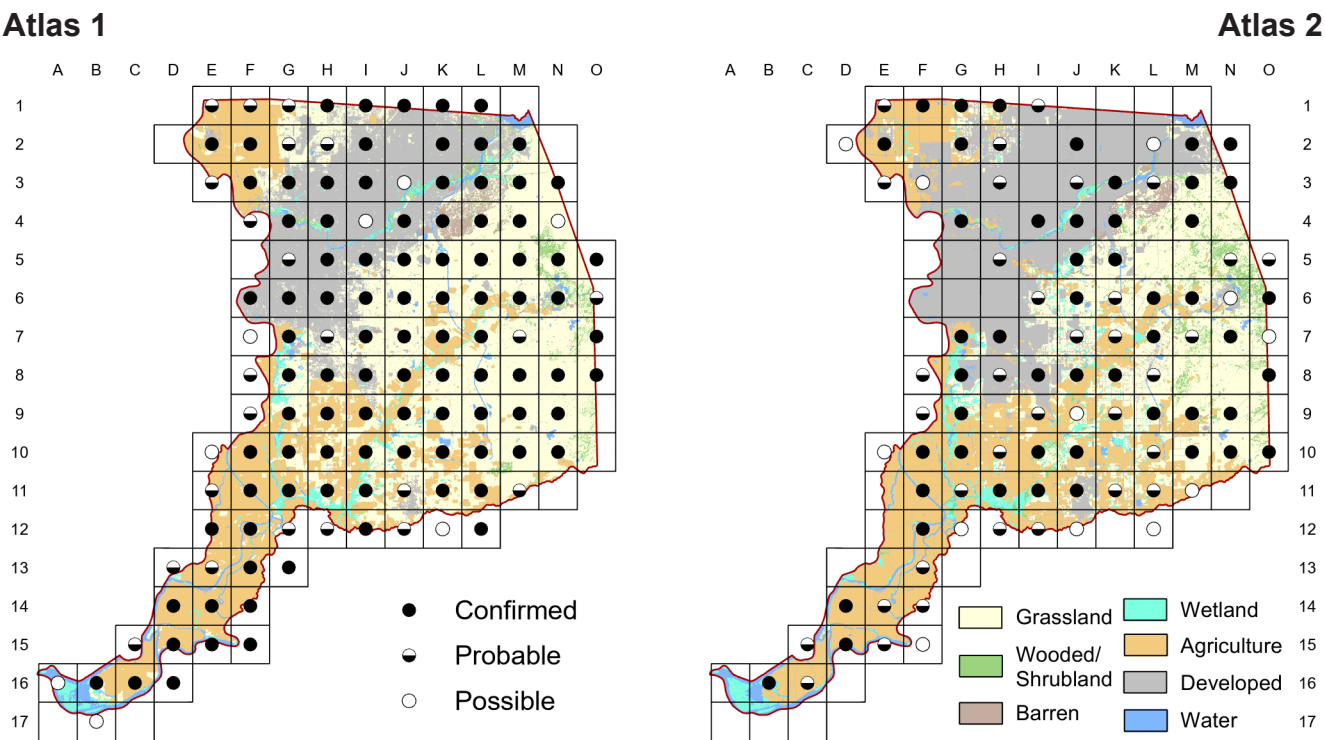 Atlas 1
Atlas 2
A B C D E F G H I J K L M N O
A B C D E F G H I J K L M N O
1 1
2 2
3 3
4 4
5 5
6 6
7 7
8 8
9 9
10 10
11 11
12 12
13 13
14 14
15 15
16 16
17 17
Confirmed
Probable
Possible
Grassland
Wooded/
Shrubland
Barren
Wetland
Agriculture
Developed
Water